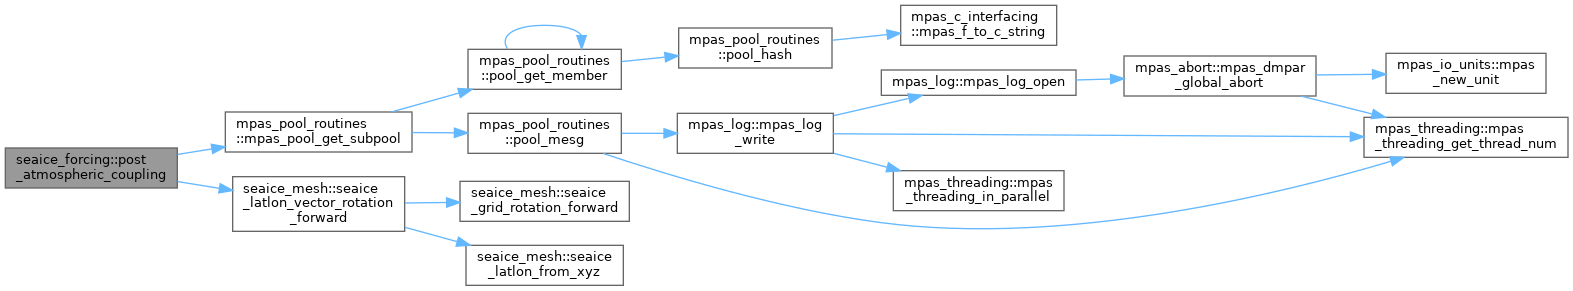 mpas_c_interfacing
::mpas_f_to_c_string
mpas_pool_routines
::pool_hash
mpas_pool_routines
::pool_get_member
mpas_io_units::mpas
_new_unit
mpas_abort::mpas_dmpar
_global_abort
mpas_log::mpas_log_open
mpas_pool_routines
::mpas_pool_get_subpool
mpas_pool_routines
::pool_mesg
mpas_log::mpas_log
_write
mpas_threading::mpas
_threading_get_thread_num
seaice_forcing::post
_atmospheric_coupling
mpas_threading::mpas
_threading_in_parallel
seaice_mesh::seaice
_latlon_vector_rotation
_forward
seaice_mesh::seaice
_grid_rotation_forward
seaice_mesh::seaice
_latlon_from_xyz